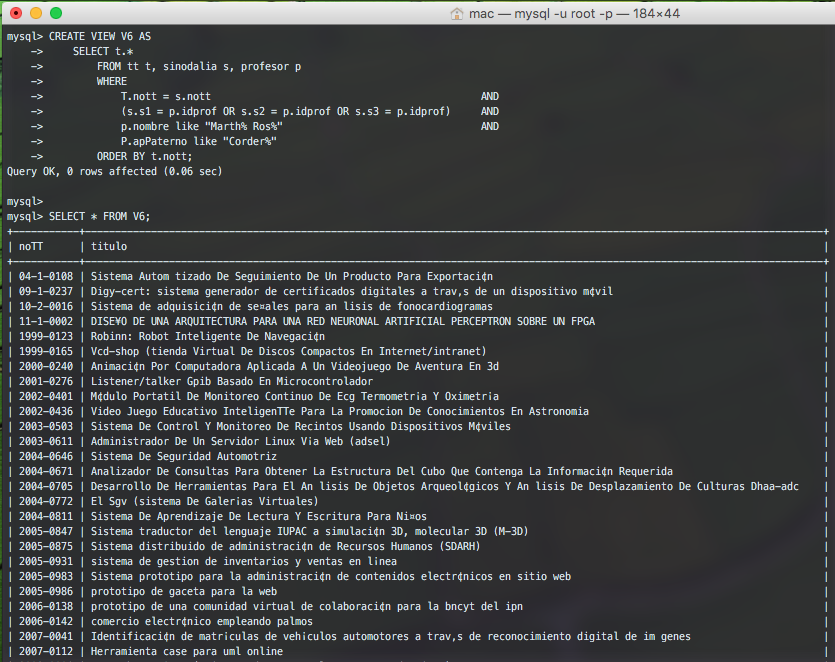 mac — mysql -u root -p — 184×44
mysql> CREATE VIEW V6 AS
-> SELECT t.*
-> FROM tt t, sinodalia s, profesor p
-> WHERE
-> T.nott = s.nott AND
-> (s.s1 = p.idprof OR s.s2 = p.idprof OR s.s3 = p.idprof) AND
-> p.nombre like "Marth% Ros%" AND
-> P.apPaterno like "Corder%"
-> ORDER BY t.nott;
Query OK, 0 rows affected (0.06 sec)
mysql>
mysql> SELECT * FROM V6;
| noTT | titulo |
| 04-1-0108 | Sistema Autom tizado De Seguimiento De Un Producto Para Exportaci¢n
| 09-1-0237 | Digy-cert: sistema generador de certificados digitales a trav‚s de un dispositivo m¢vil
| 10-2-0016 | Sistema de adquisici¢n de se¤ales para an lisis de fonocardiogramas
| 11-1-0002 | DISE¥O DE UNA ARQUITECTURA PARA UNA RED NEURONAL ARTIFICIAL PERCEPTRON SOBRE UN FPGA
| 1999-0123 | Robinn: Robot Inteligente De Navegaci¢n
| 1999-0165 | Vcd-shop (tienda Virtual De Discos Compactos En Internet/intranet)
| 2000-0240 | Animaci¢n Por Computadora Aplicada A Un Videojuego De Aventura En 3d
| 2001-0276 | Listener/talker Gpib Basado En Microcontrolador
| 2002-0401 | M¢dulo Portatil De Monitoreo Continuo De Ecg Termometr¡a Y Oximetr¡a
| 2002-0436 | Video Juego Educativo InteligenTTe Para La Promocion De Conocimientos En Astronomia
| 2003-0503 | Sistema De Control Y Monitoreo De Recintos Usando Dispositivos M¢viles
| 2003-0611 | Administrador De Un Servidor Linux V¡a Web (adsel)
| 2004-0646 | Sistema De Seguridad Automotriz
| 2004-0671 | Analizador De Consultas Para Obtener La Estructura Del Cubo Que Contenga La Informaci¢n Requerida
| 2004-0705 | Desarrollo De Herramientas Para El An lisis De Objetos Arqueol¢gicos Y An lisis De Desplazamiento De Culturas Dhaa-adc |
| 2004-0772 | El Sgv (sistema De Galer¡as Virtuales)
| 2004-0811 | Sistema De Aprendizaje De Lectura Y Escritura Para Ni¤os
| 2005-0847 | Sistema traductor del lenguaje IUPAC a simulaci¢n 3D, molecular 3D (M-3D)
| 2005-0875 | Sistema distribuido de administraci¢n de Recursos Humanos (SDARH)
| 2005-0931 | sistema de gestion de inventarios y ventas en l¡nea
| 2005-0983 | Sistema prototipo para la administraci¢n de contenidos electr¢nicos en sitio web
| 2005-0986 | prototipo de gaceta para la web
| 2006-0138 | prototipo de una comunidad virtual de colaboraci¢n para la bncyt del ipn
| 2006-0142 | comercio electr¢nico empleando palmos
| 2007-0041 | Identificaci¢n de matr¡culas de veh¡culos automotores a trav‚s de reconocimiento digital de im genes
| 2007-0112 | Herramienta case para uml online